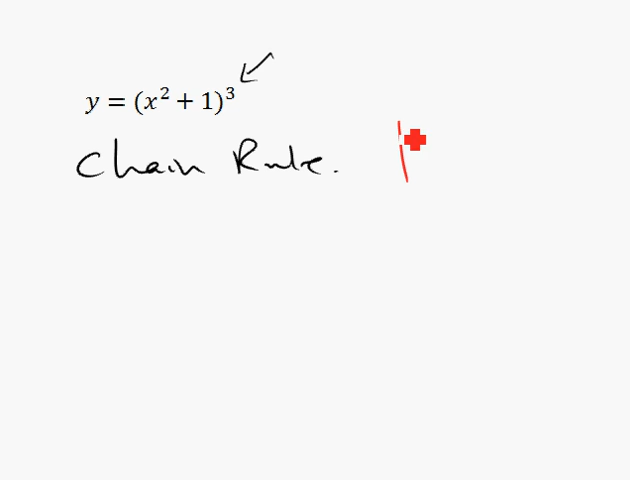 y = (x² + 1)³
Chain Rule.